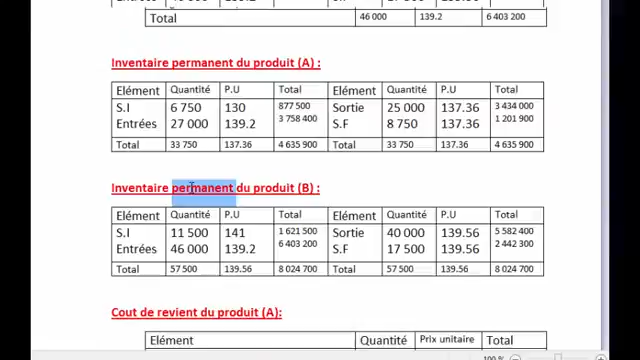 Total 46 000 139.2 6 403 200
Inventaire permanent du produit (A) :
Elément Quantité P.U Total Elément Quantité P.U Total
S.I 6 750 130 877 500 Sortie 25 000 137.36 3 434 000
Entrées 27 000 139.2 3 758 400 S.F 8 750 137.36 1 201 900
Total 33 750 137.36 4 635 900 Total 33 750 137.36 4 635 900
Inventaire permanent du produit (B) :
Elément Quantité P.U Total Elément Quantité P.U Total
S.I 11 500 141 1 621 500 Sortie 40 000 139.56 5 582 400
Entrées 46 000 139.2 6 403 200 S.F 17 500 139.56 2 442 300
Total 57 500 139.56 8 024 700 Total 57 500 139.56 8 024 700
Cout de revient du produit (A):
Elément Quantité Prix unitaire Total
100 %